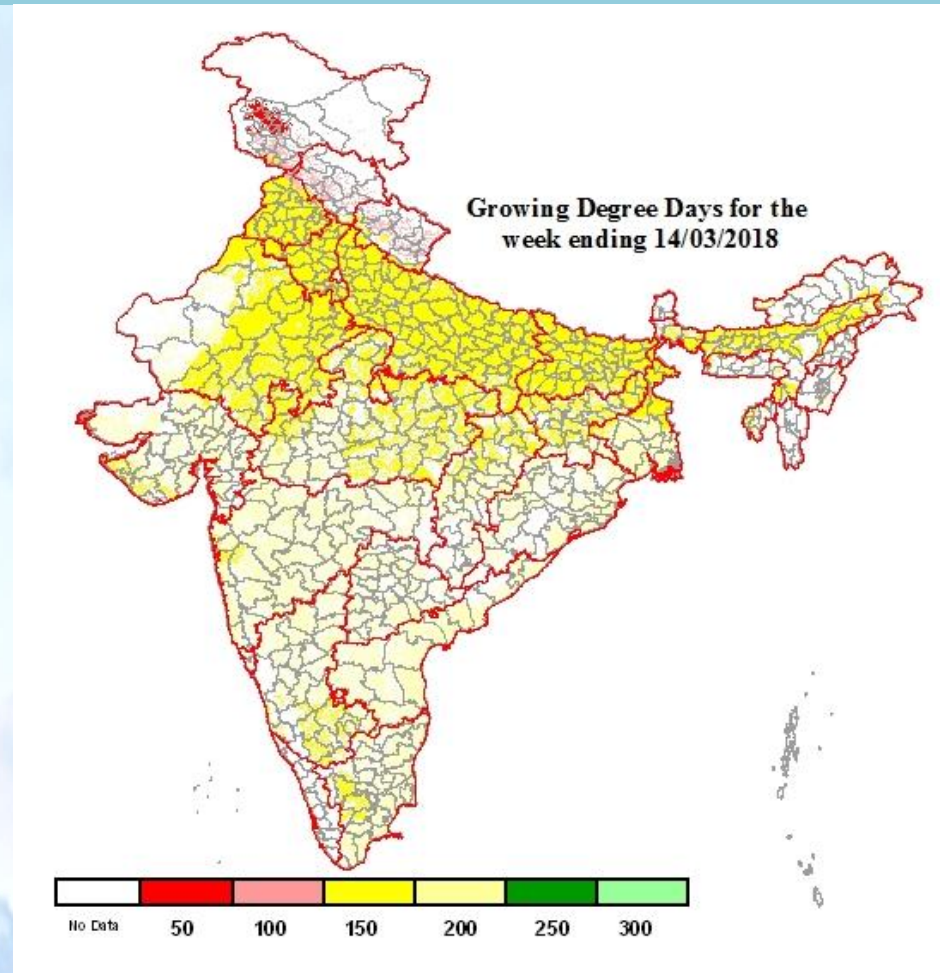 Growing Degree Days for the
week ending 14/03/2018
No Data 50 100 150 200 250 300